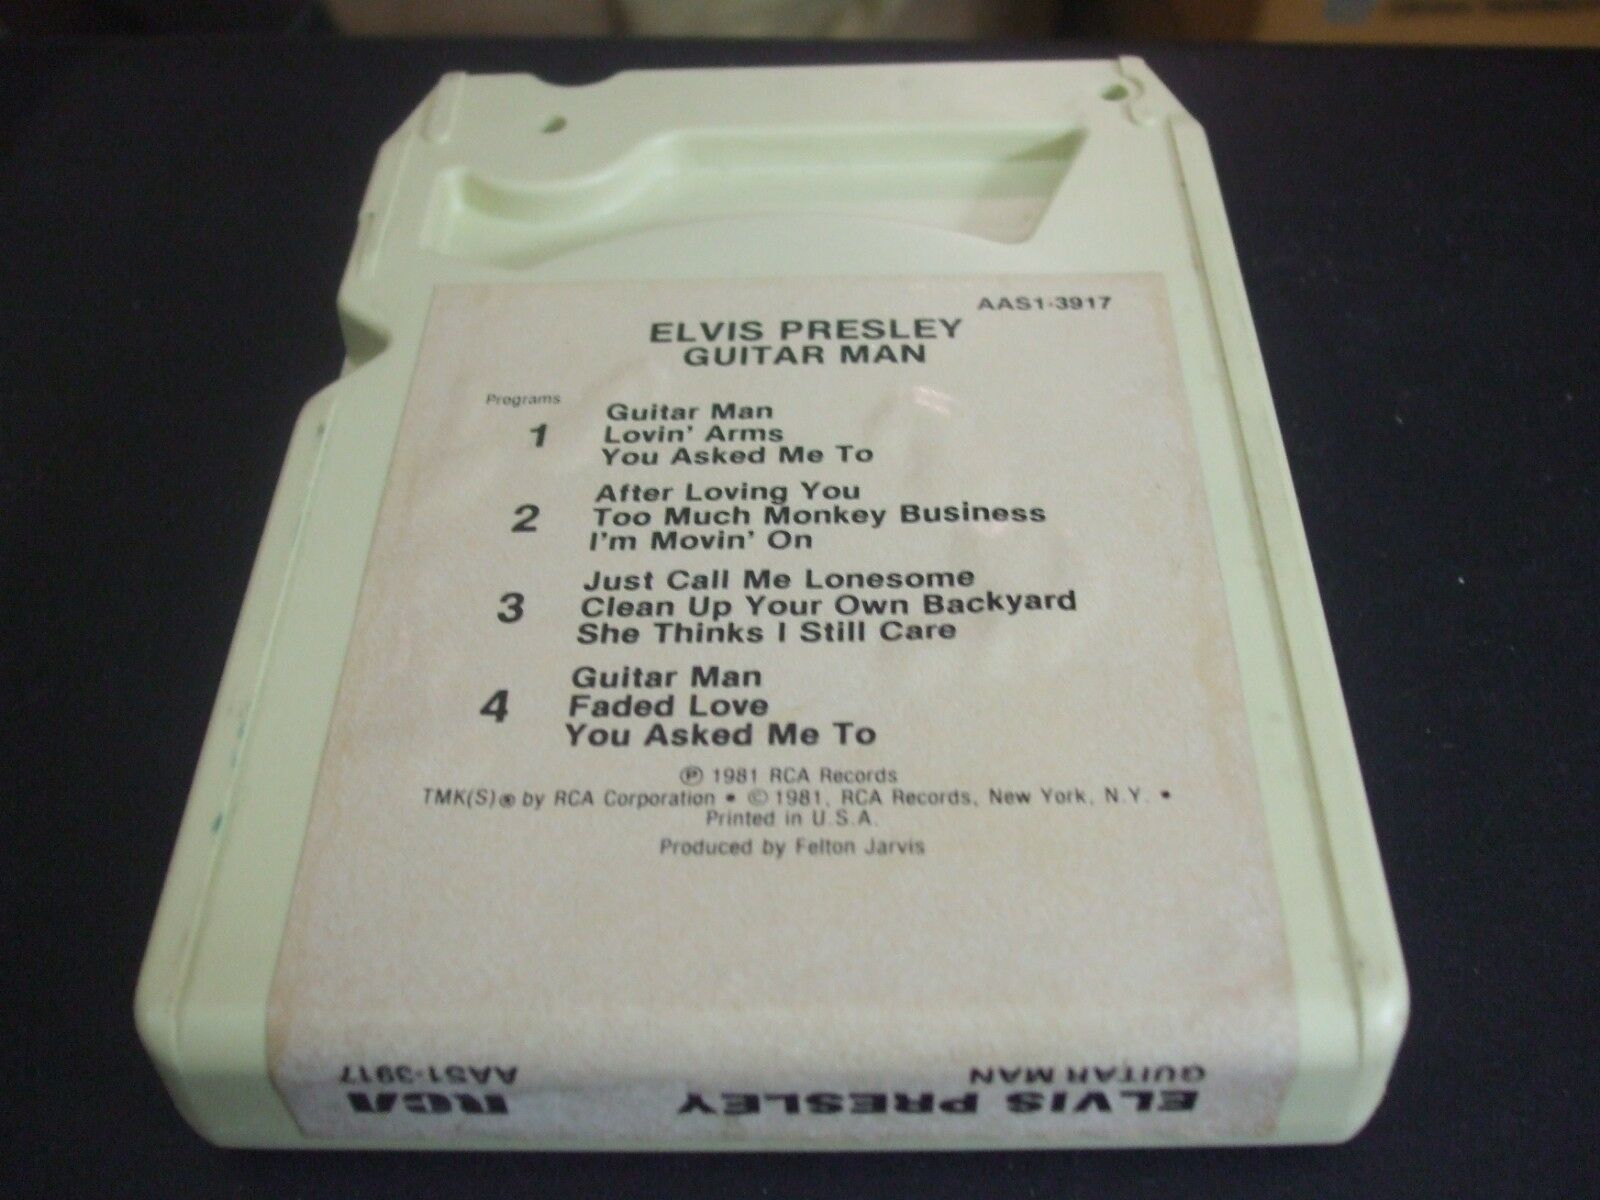 AAS1-3917
ELVIS PRESLEY
GUITAR MAN
Programs
1
Guitar Man
Lovin' Arms
You Asked Me To
2
After Loving You
Too Much Monkey Business
I'm Movin' On
3
Just Call Me Lonesome
Clean Up Your Own Backyard
She Thinks I Still Care
4
Guitar Man
Faded Love
You Asked Me To
℗ 1981 RCA Records
TMK(S)® by RCA Corporation • © 1981, RCA Records, New York, N.Y. •
Printed in U.S.A.
Produced by Felton Jarvis
ELVIS PRESLEY RCA
GUITAR MAN AAS1-3917